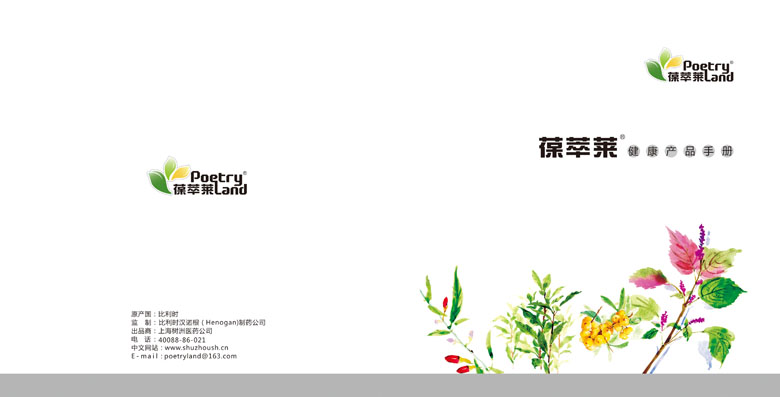 Poetry®
葆萃莱Land
葆萃莱® 健康产品手册
Poetry®
葆萃莱Land
原产国：比利时
监　制：比利时汉诺根（Henogan)制药公司
出品商：上海树洲医药公司
电　话：40088-86-021
中文网站：www.shuzhoush.cn
E-mail:poetryland@163.com